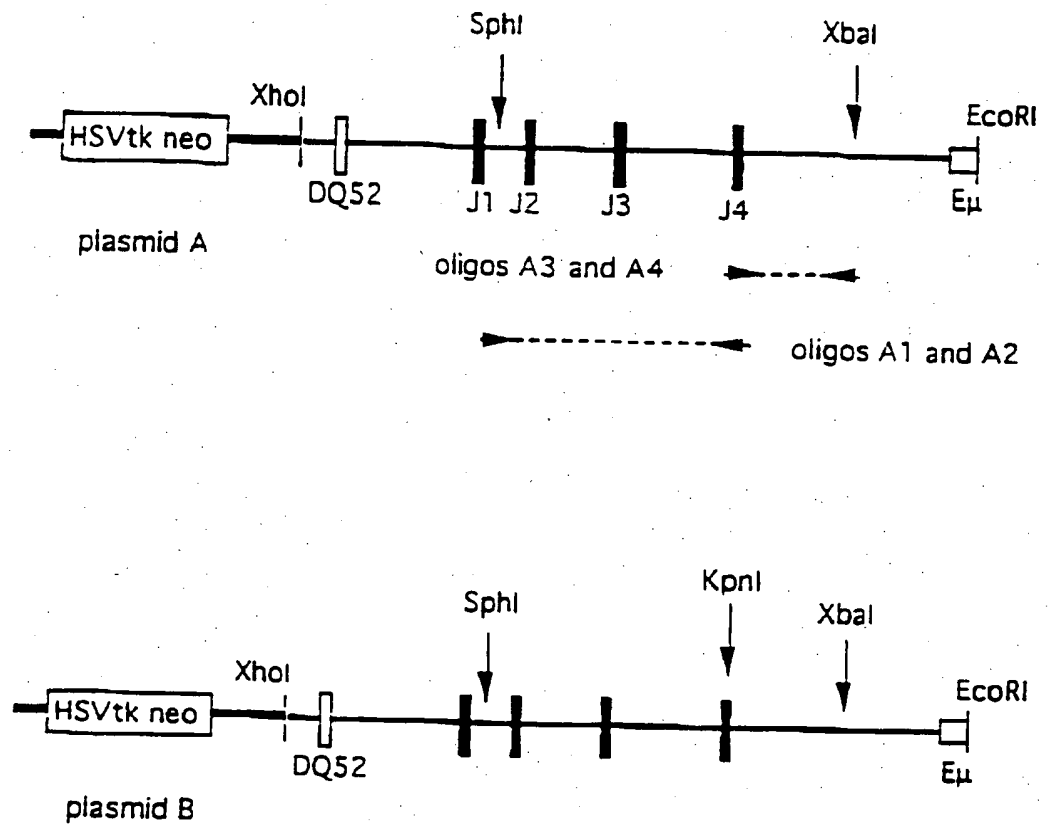 SphI
XbaI
XhoI
EcoRI
HSVtk neo
DQ52
J1 J2 J3 J4
Eμ
plasmid A
oligos A3 and A4
oligos A1 and A2
KpnI
SphI
XbaI
XhoI
EcoRI
HSVtk neo
DQ52
Eμ
plasmid B